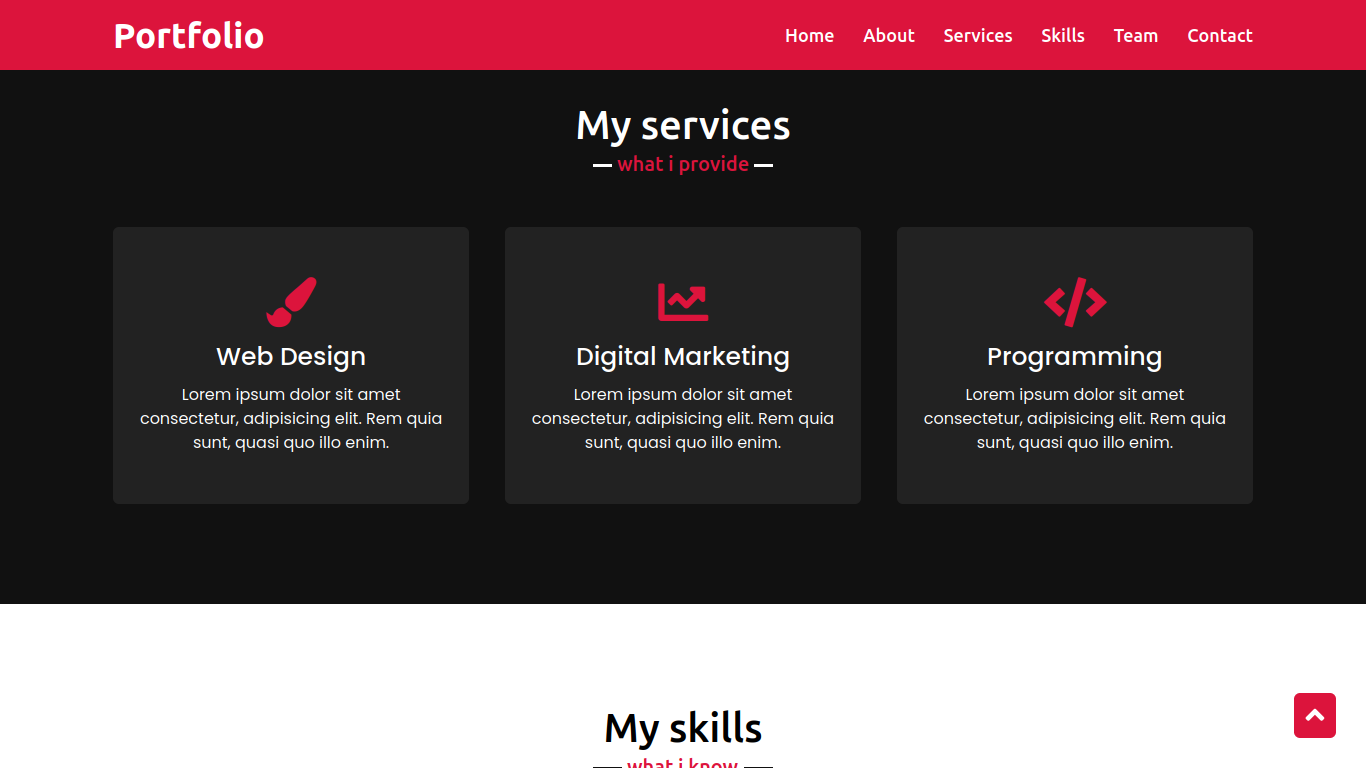 Portfolio
Home About Services Skills Team Contact
My services
what i provide
Web Design
Lorem ipsum dolor sit amet
consectetur, adipisicing elit. Rem quia
sunt, quasi quo illo enim.
Digital Marketing
Lorem ipsum dolor sit amet
consectetur, adipisicing elit. Rem quia
sunt, quasi quo illo enim.
Programming
Lorem ipsum dolor sit amet
consectetur, adipisicing elit. Rem quia
sunt, quasi quo illo enim.
My skills
what i know